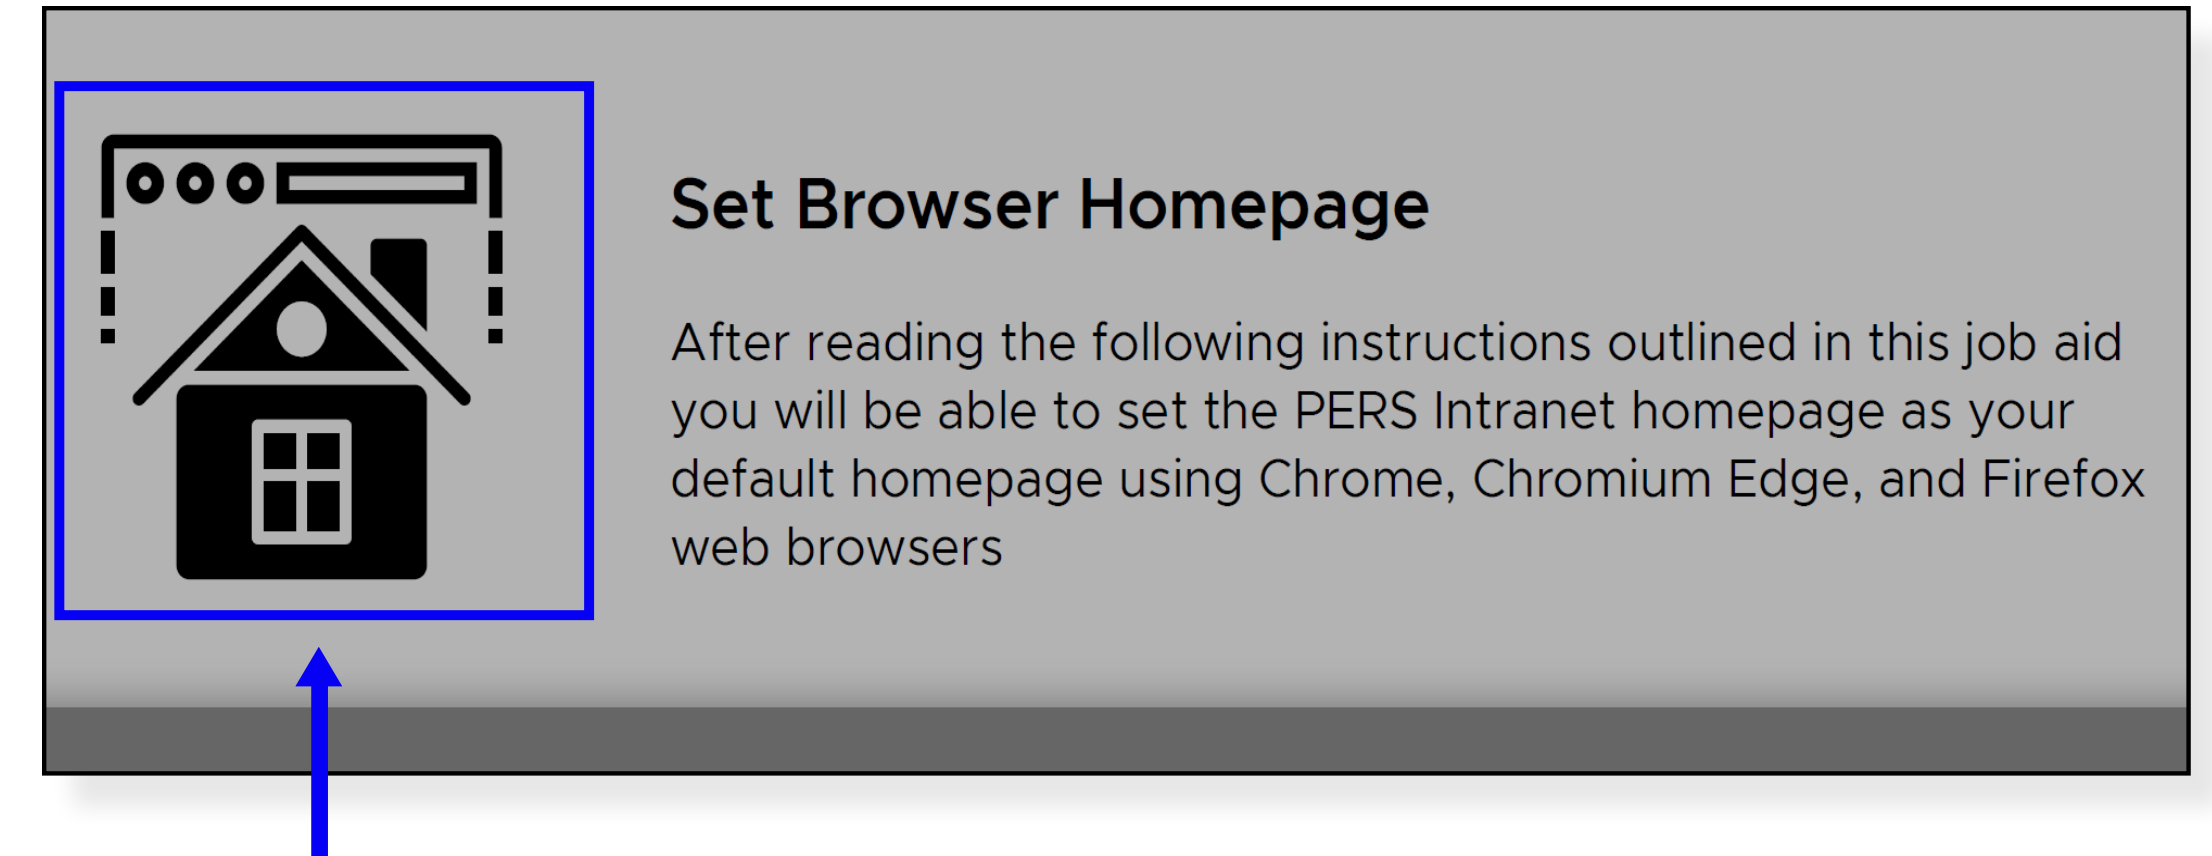 Set Browser Homepage
After reading the following instructions outlined in this job aid
you will be able to set the PERS Intranet homepage as your
default homepage using Chrome, Chromium Edge, and Firefox
web browsers